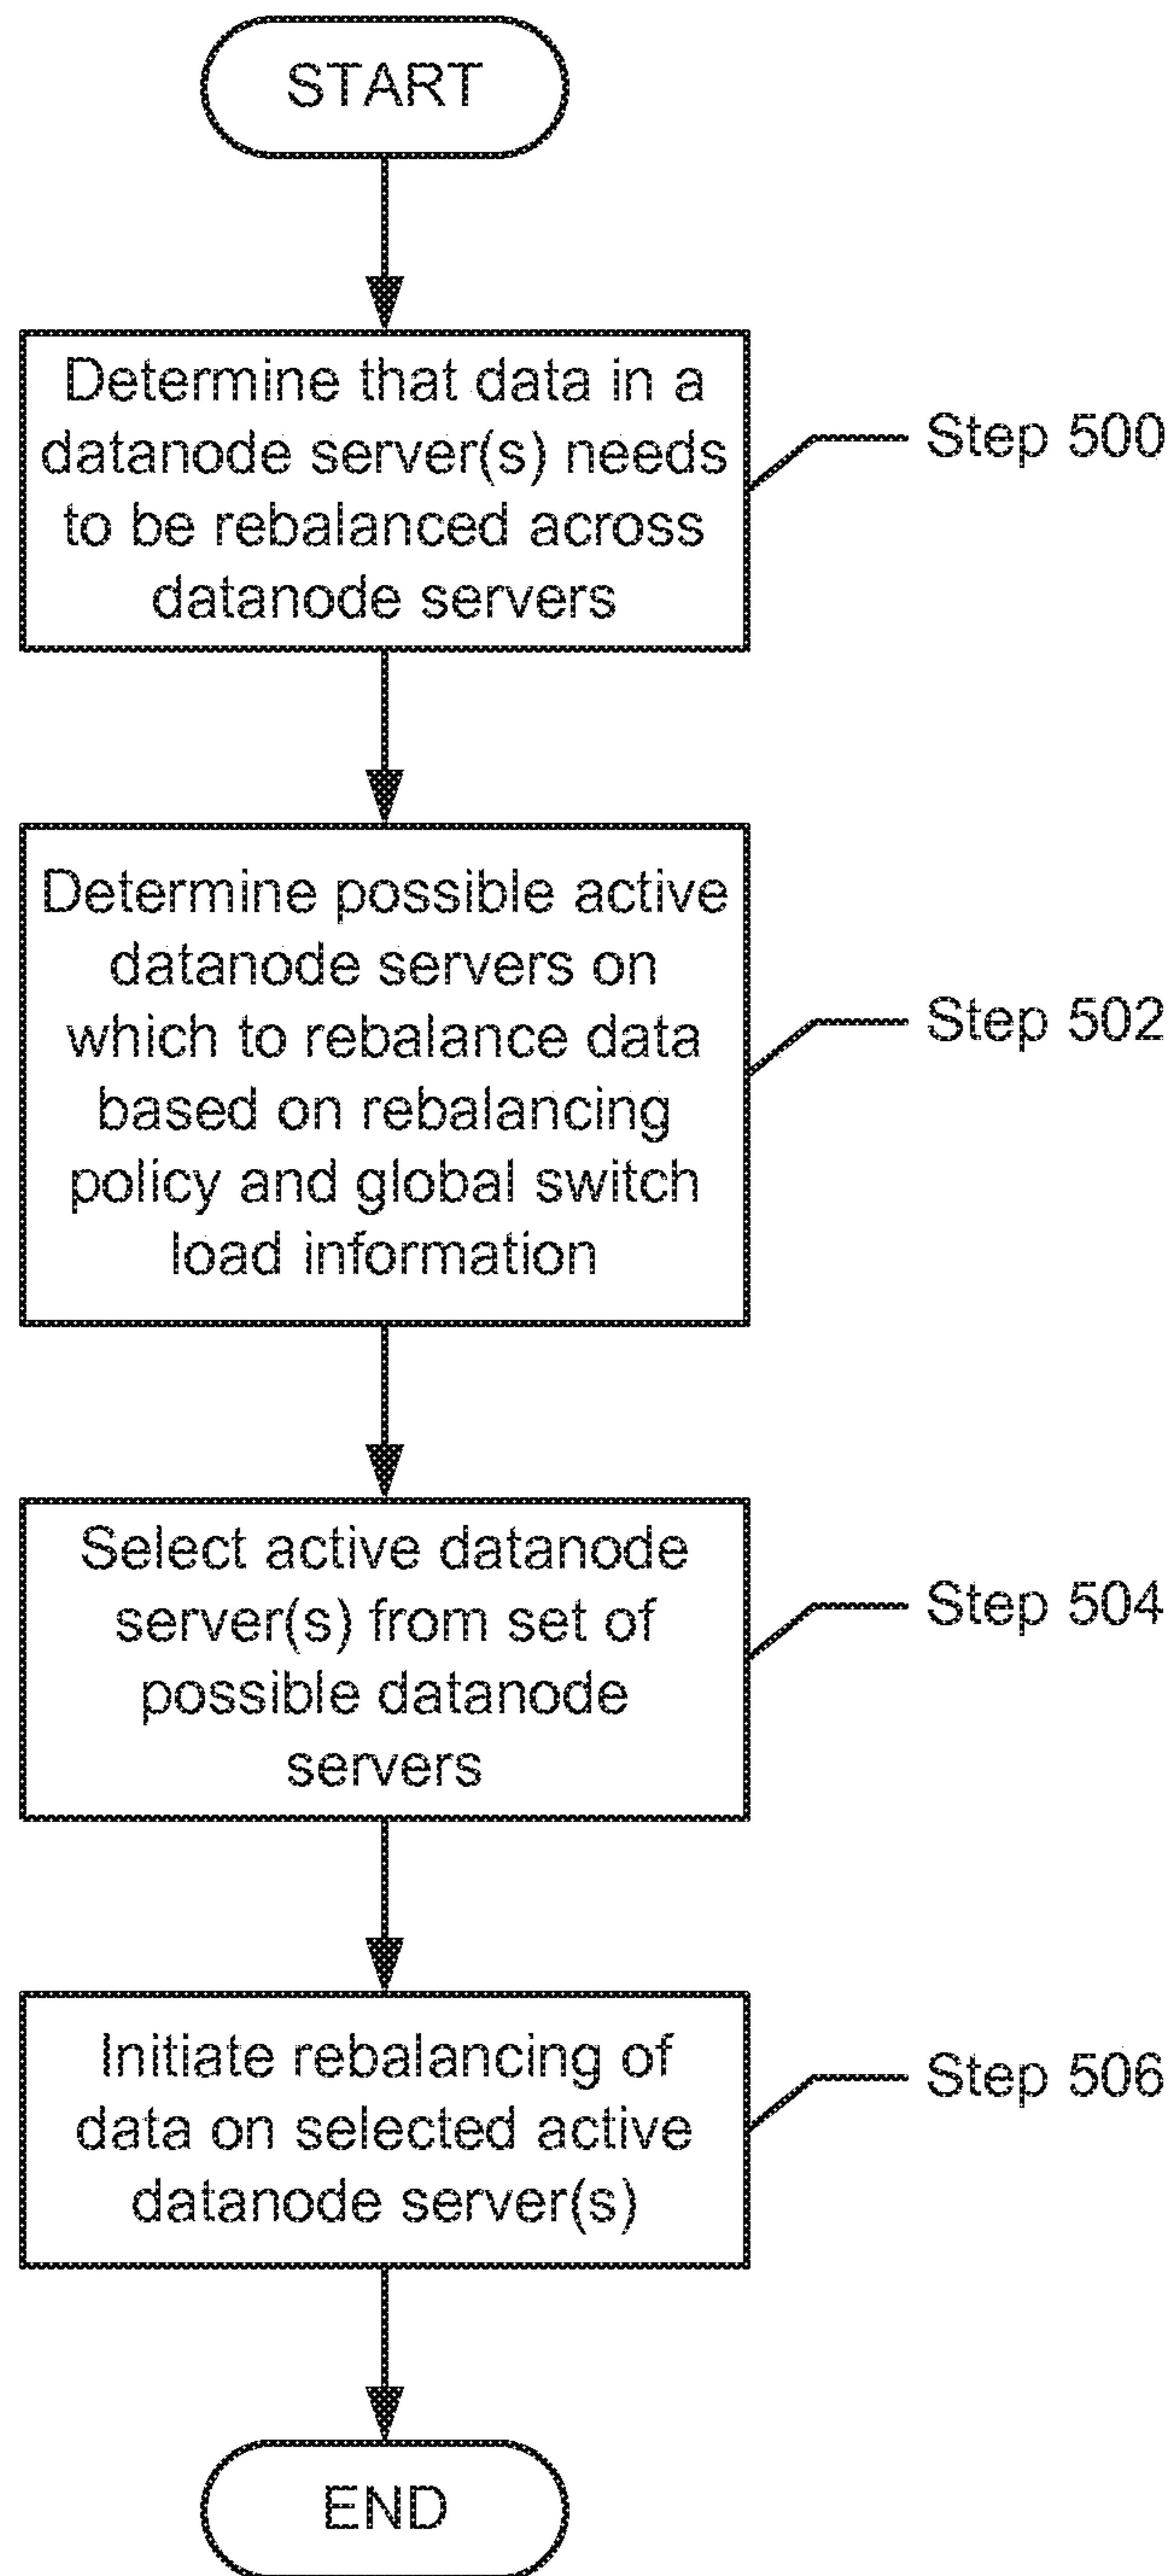 START
Determine that data in a
datanode server(s) needs
to be rebalanced across
datanode servers
Step 500
Determine possible active
datanode servers on
which to rebalance data
based on rebalancing
policy and global switch
load information
Step 502
Select active datanode
server(s) from set of
possible datanode
servers
Step 504
Initiate rebalancing of
data on selected active
datanode server(s)
Step 506
END